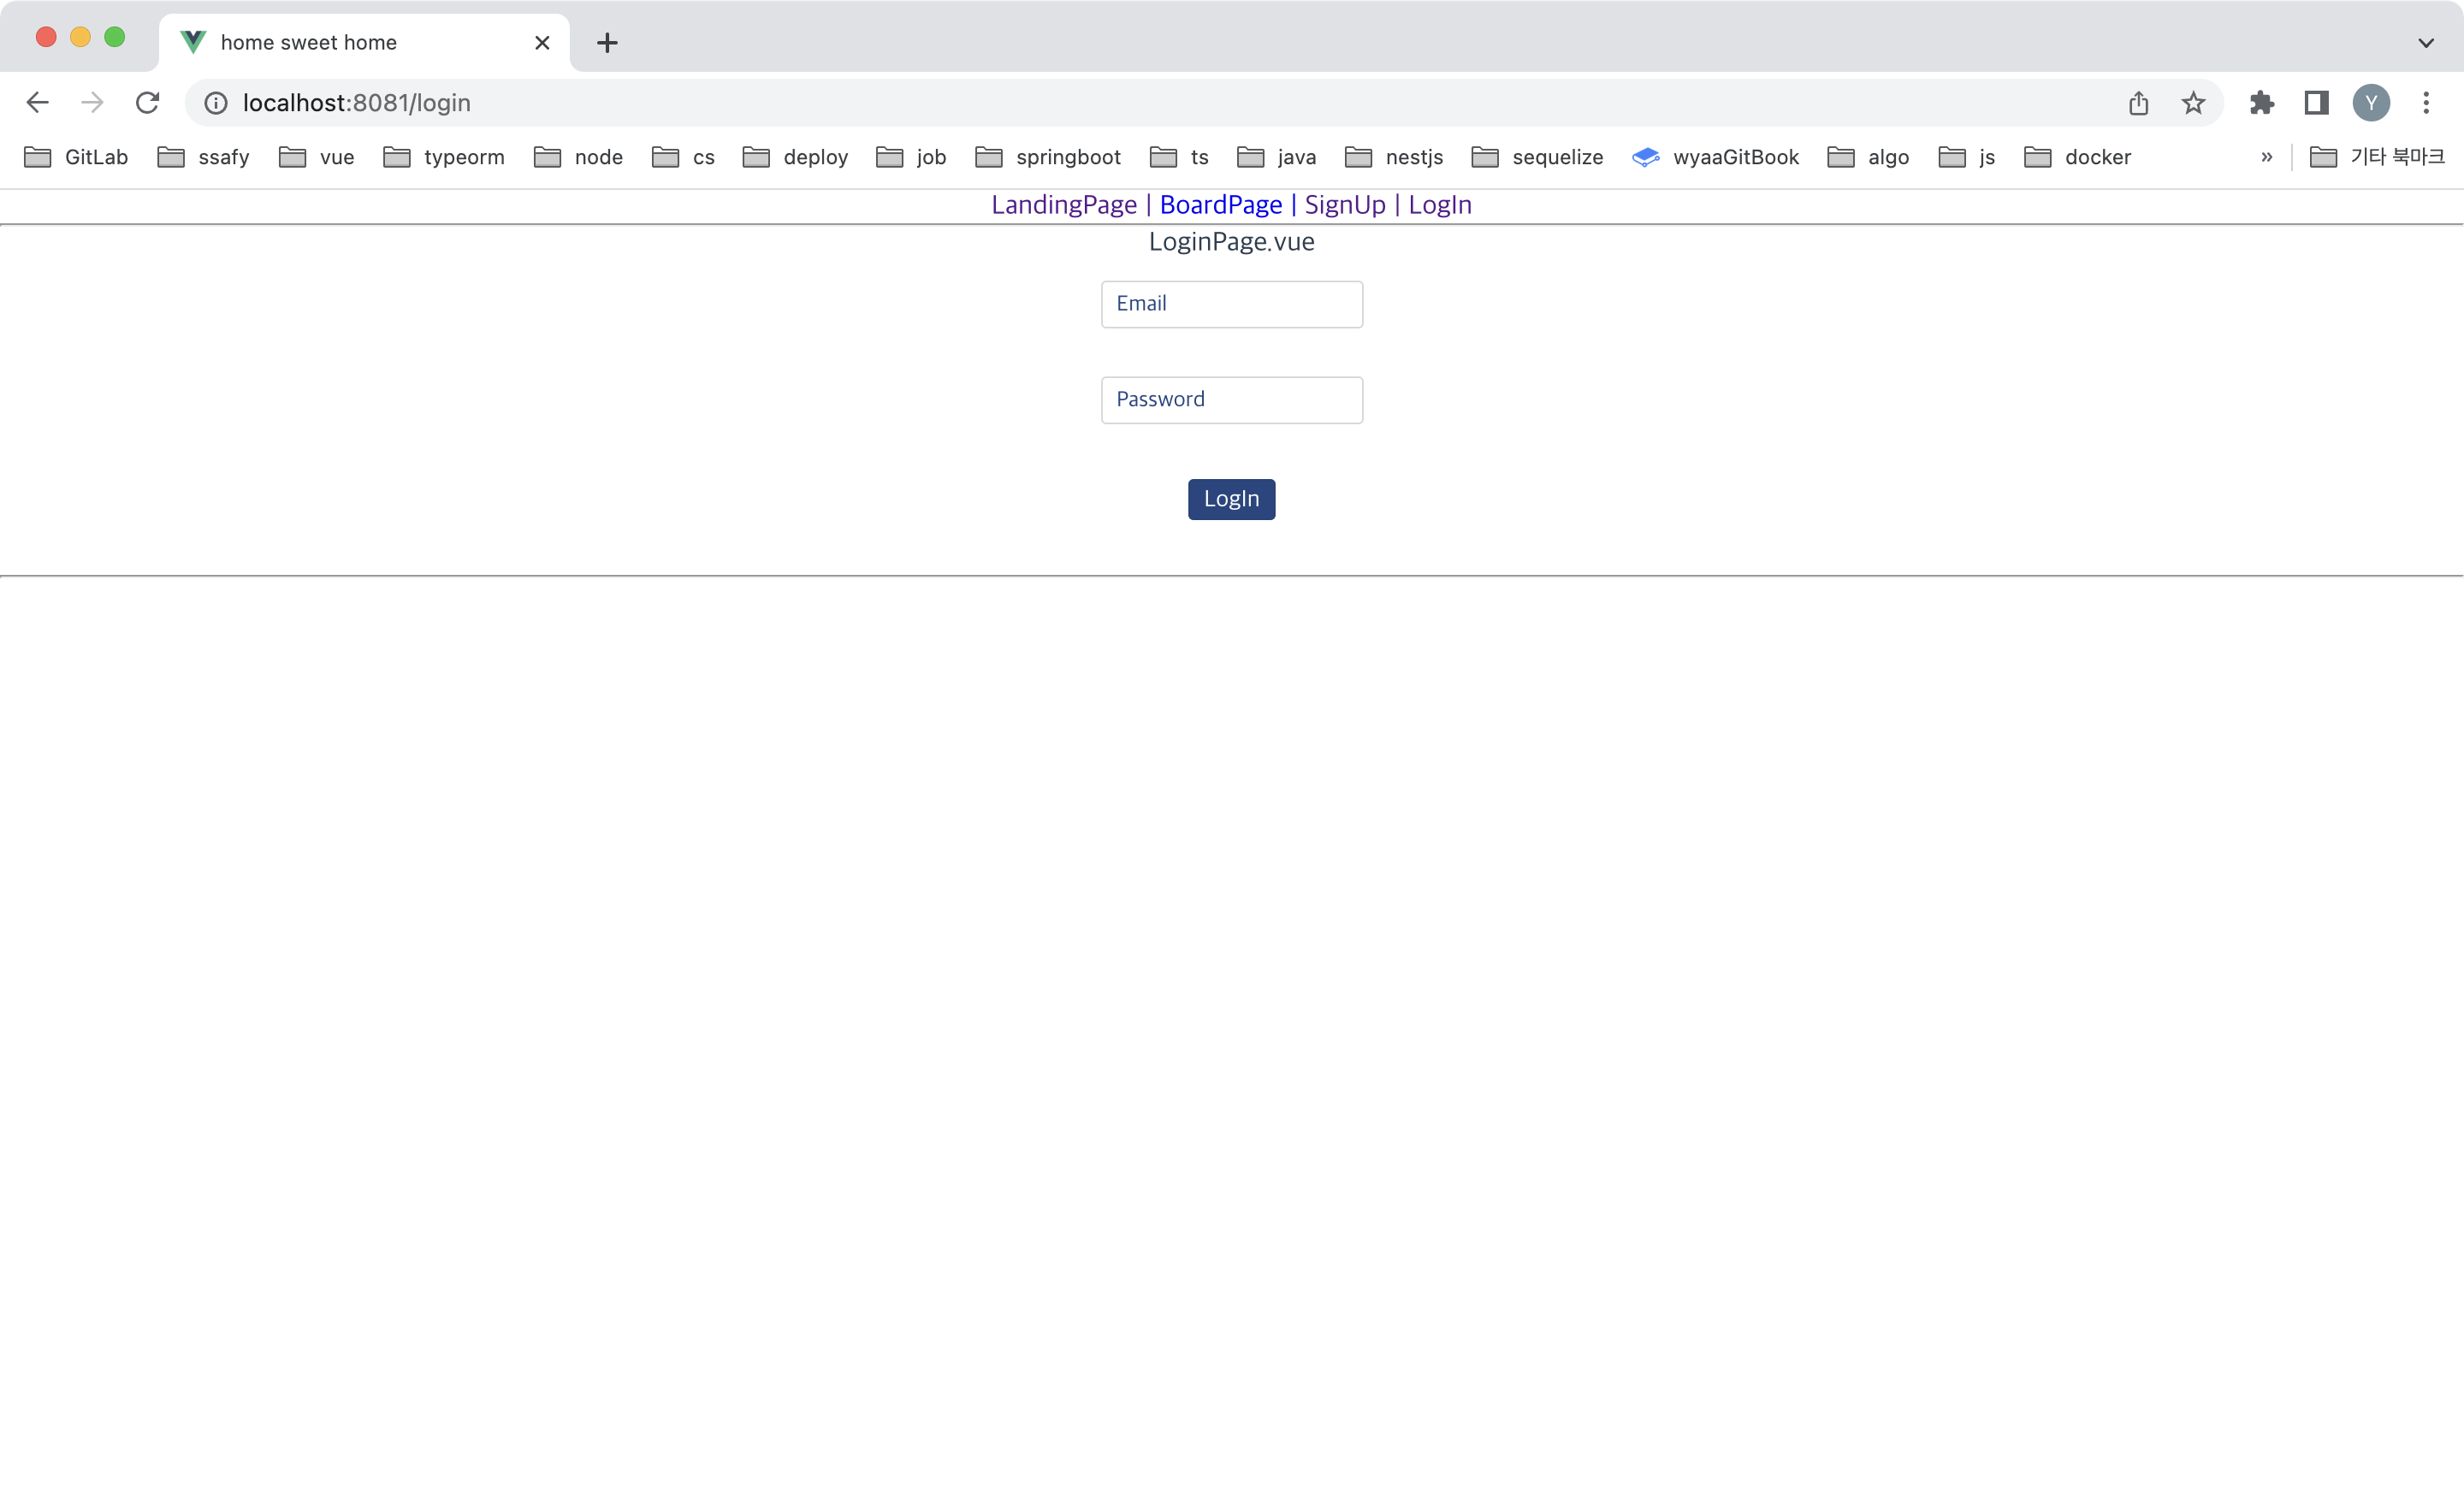 home sweet home
localhost:8081/login
Y
GitLab ssafy vue typeorm node cs deploy job springboot ts java nestjs sequelize wyaaGitBook algo js docker » 기타 북마크
LandingPage | BoardPage | SignUp | LogIn
LoginPage.vue
Email
Password
LogIn